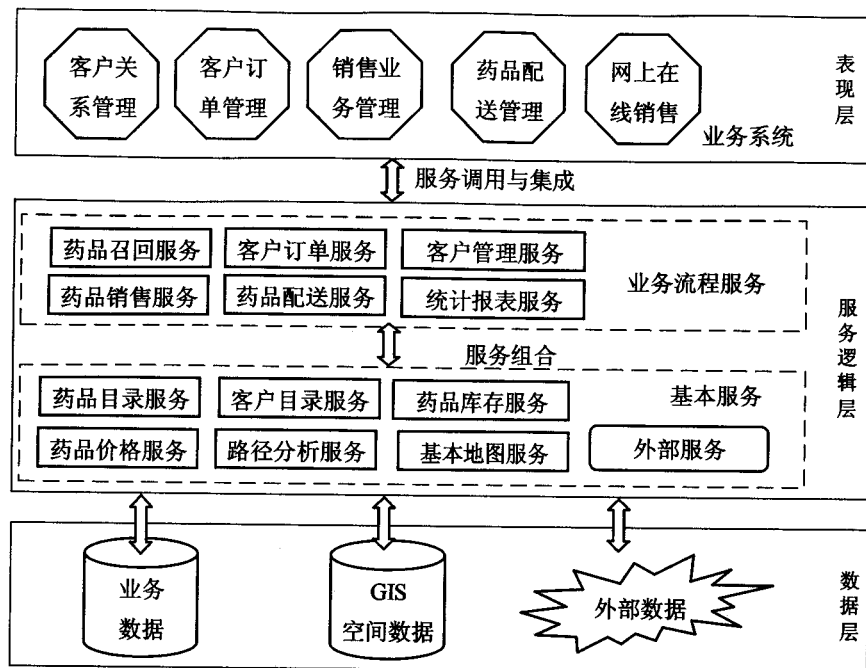 客户关
系管理
客户订
单管理
销售业
务管理
药品配
送管理
网上在
线销售
业务系统
表现层
服务调用与集成
药品召回服务
客户订单服务
客户管理服务
药品销售服务
药品配送服务
统计报表服务
业务流程服务
服务组合
药品目录服务
客户目录服务
药品库存服务
基本服务
药品价格服务
路径分析服务
基本地图服务
外部服务
服务逻辑层
业务
数据
GIS
空间数据
外部数据
数据层